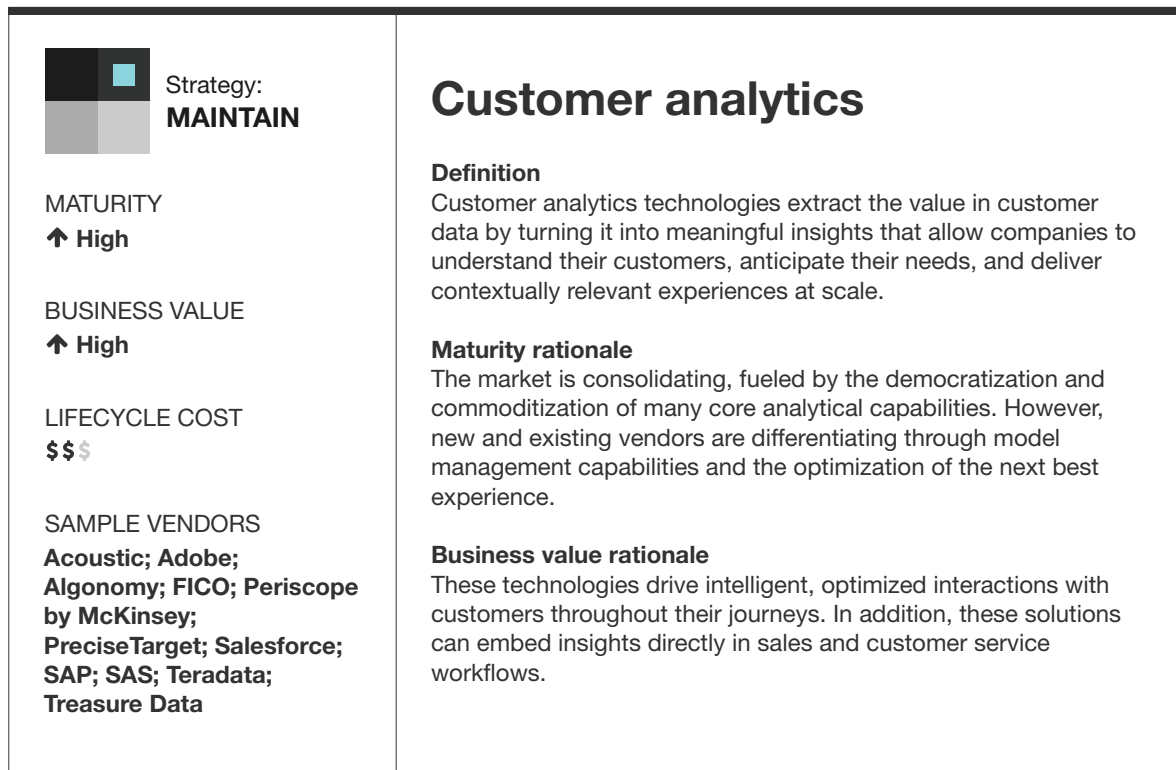 Strategy:
MAINTAIN
MATURITY
↑ High
BUSINESS VALUE
↑ High
LIFECYCLE COST
$$$
SAMPLE VENDORS
Acoustic; Adobe;
Algonomy; FICO; Periscope
by McKinsey;
PreciseTarget; Salesforce;
SAP; SAS; Teradata;
Treasure Data
Customer analytics
Definition
Customer analytics technologies extract the value in customer
data by turning it into meaningful insights that allow companies to
understand their customers, anticipate their needs, and deliver
contextually relevant experiences at scale.
Maturity rationale
The market is consolidating, fueled by the democratization and
commoditization of many core analytical capabilities. However,
new and existing vendors are differentiating through model
management capabilities and the optimization of the next best
experience.
Business value rationale
These technologies drive intelligent, optimized interactions with
customers throughout their journeys. In addition, these solutions
can embed insights directly in sales and customer service
workflows.